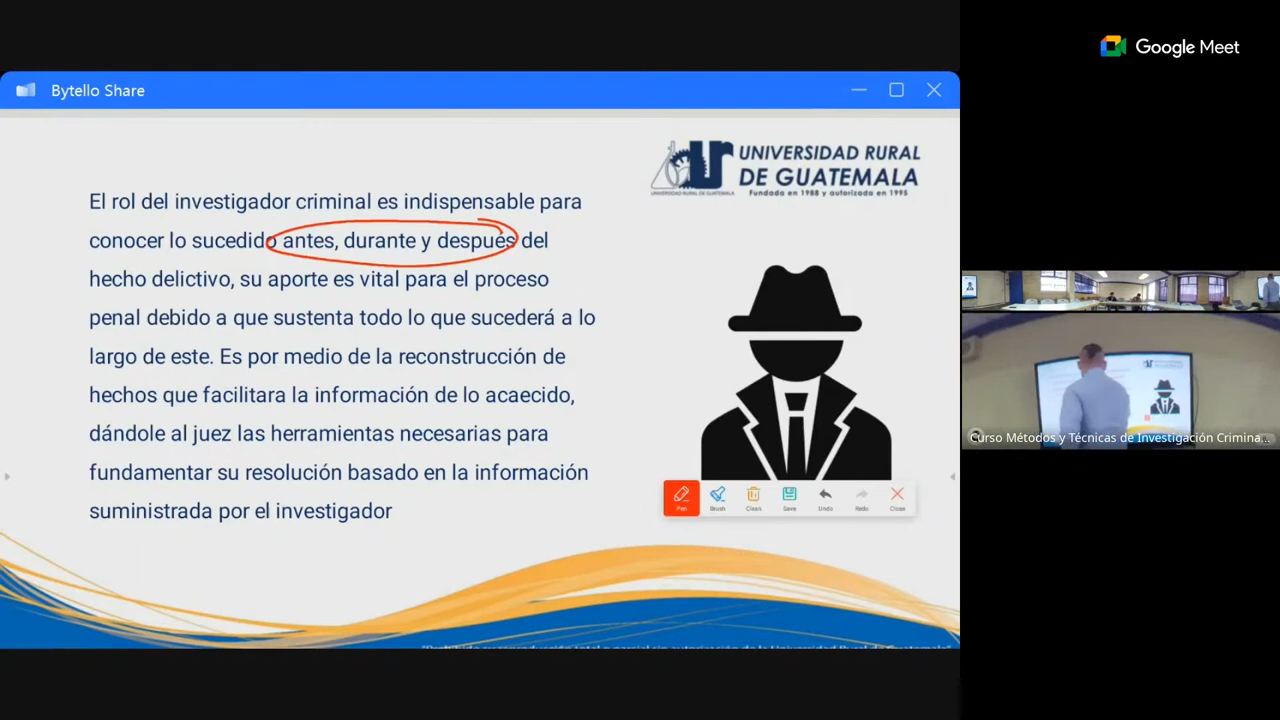 Google Meet
Bytello Share
UNIVERSIDAD RURAL
DE GUATEMALA
Fundada en 1988 y autorizada en 1995
UNIVERSIDAD RURAL DE GUATEMALA
El rol del investigador criminal es indispensable para
conocer lo sucedido antes, durante y después del
hecho delictivo, su aporte es vital para el proceso
penal debido a que sustenta todo lo que sucederá a lo
largo de este. Es por medio de la reconstrucción de
hechos que facilitara la información de lo acaecido,
dándole al juez las herramientas necesarias para
fundamentar su resolución basado en la información
suministrada por el investigador
Pen Brush Clean Save Undo Redo Close
Curso Métodos y Técnicas de Investigación Crimina...